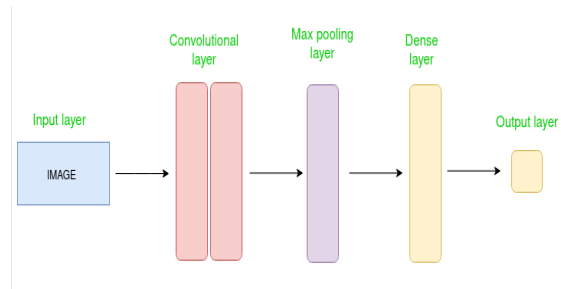 Convolutional
layer
Max pooling
layer
Dense
layer
Input layer
Output layer
IMAGE